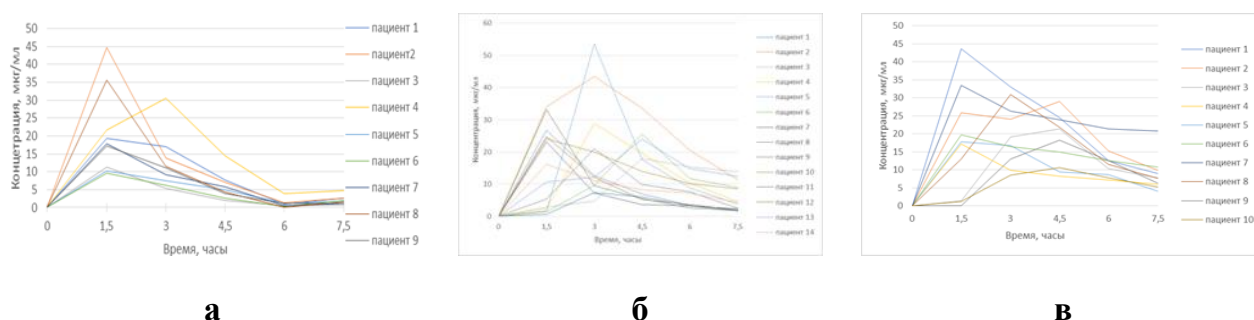 50
45
40
35
30
25
20
15
10
5
0
Концетрация, мкг/мл
0 1,5 3 4,5 6 7,5
Время, часы
пациент 1
пациент2
пациент 3
пациент 4
пациент 5
пациент 6
пациент 7
пациент 8
пациент 9
а
60
50
40
30
20
10
0
Концентрация, мкг/мл
0 1,5 3 4,5 6 7,5
Время, часы
пациент 1
пациент 2
пациент 3
пациент 4
пациент 5
пациент 6
пациент 7
пациент 8
пациент 9
пациент 10
пациент 11
пациент 12
пациент 13
пациент 14
б
50
45
40
35
30
25
20
15
10
5
0
Концентрация, мкг/мл
0 1,5 3 4,5 6 7,5
Время, часы
пациент 1
пациент 2
пациент 3
пациент 4
пациент 5
пациент 6
пациент 7
пациент 8
пациент 9
пациент 10
в